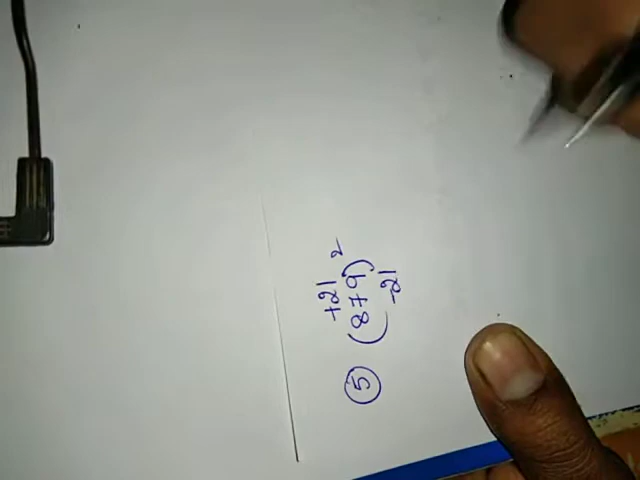 +21
⑤ (879)²
-21